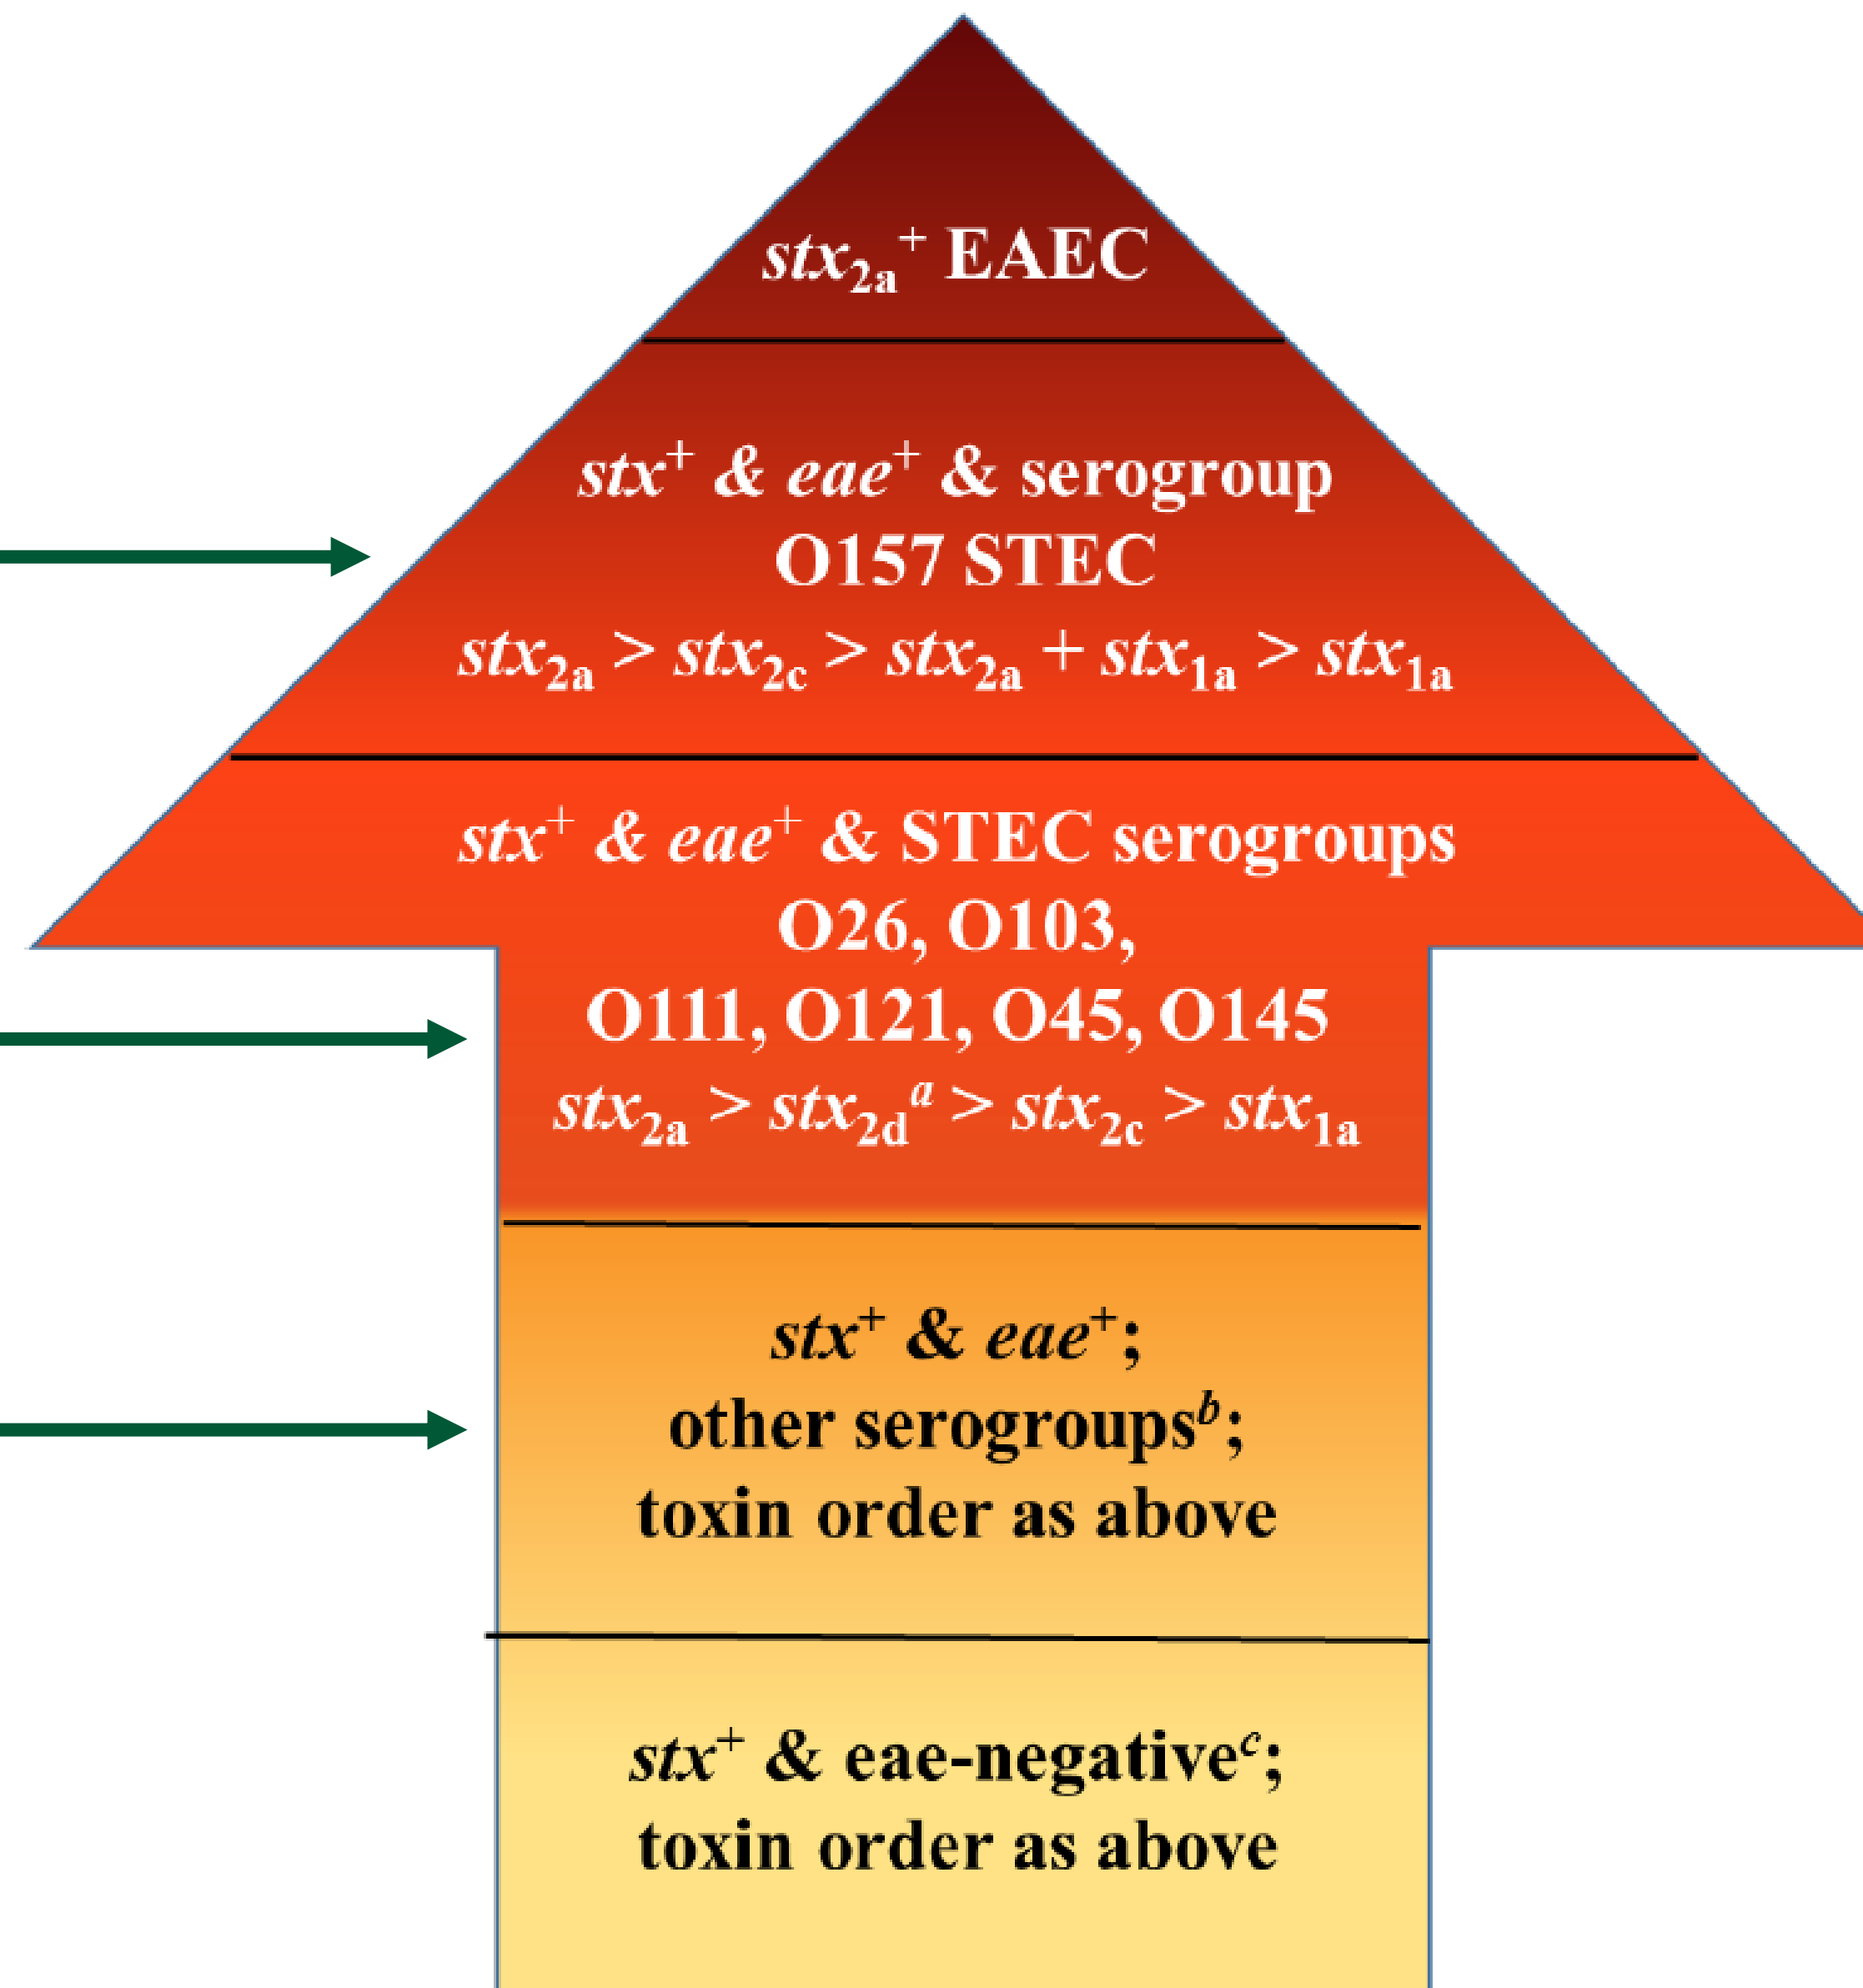 stx₂ₐ⁺ EAEC
stx⁺ & eae⁺ & serogroup
O157 STEC
stx₂ₐ > stx₂c > stx₂ₐ + stx₁ₐ > stx₁ₐ
stx⁺ & eae⁺ & STEC serogroups
O26, O103,
O111, O121, O45, O145
stx₂ₐ > stx₂dᵃ > stx₂c > stx₁ₐ
stx⁺ & eae⁺;
other serogroupsᵇ;
toxin order as above
stx⁺ & eae-negativeᶜ;
toxin order as above